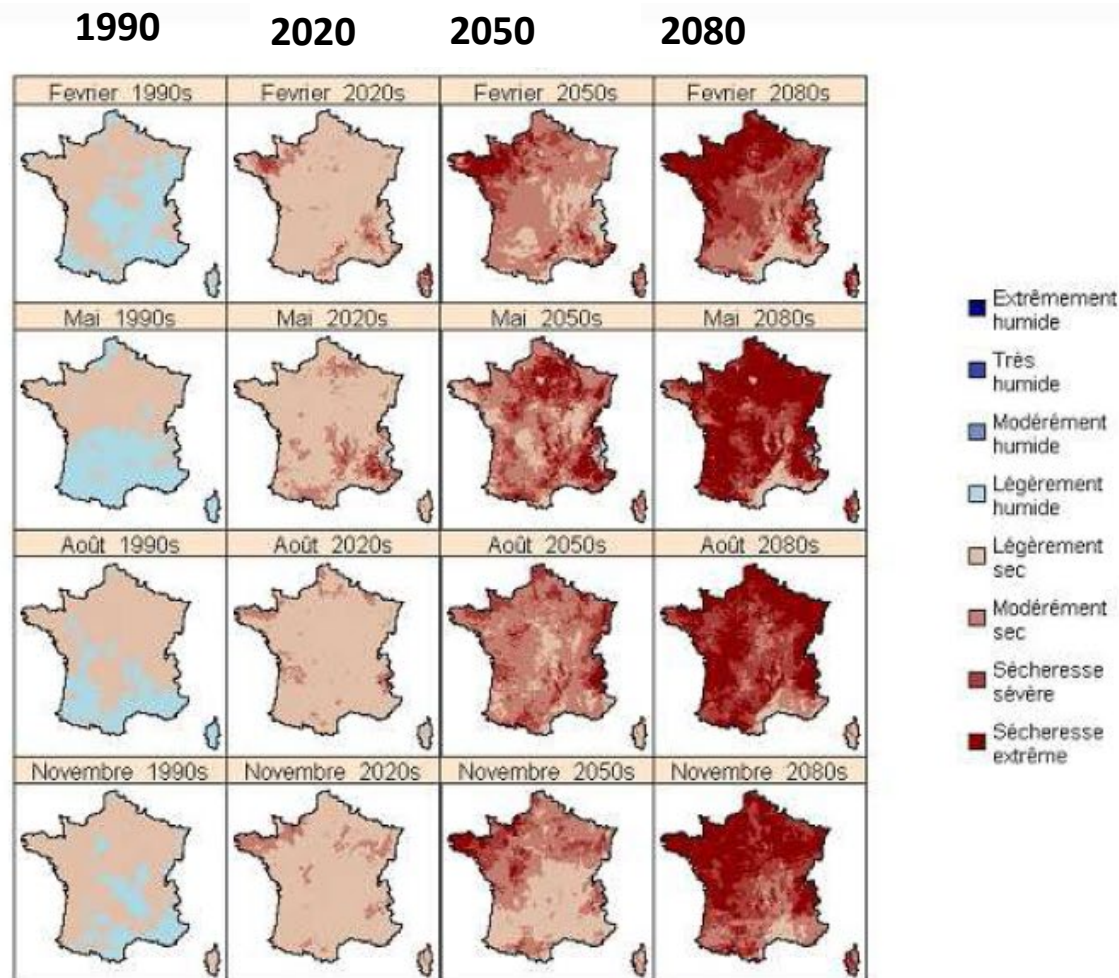 1990 2020 2050 2080
Fevrier 1990s Fevrier 2020s Fevrier 2050s Fevrier 2080s
Mai 1990s Mai 2020s Mai 2050s Mai 2080s
Août 1990s Août 2020s Août 2050s Août 2080s
Novembre 1990s Novembre 2020s Novembre 2050s Novembre 2080s
Extrêmement
humide
Très
humide
Modérément
humide
Légèrement
humide
Légèrement
sec
Modérément
sec
Sécheresse
sévère
Sécheresse
extrême